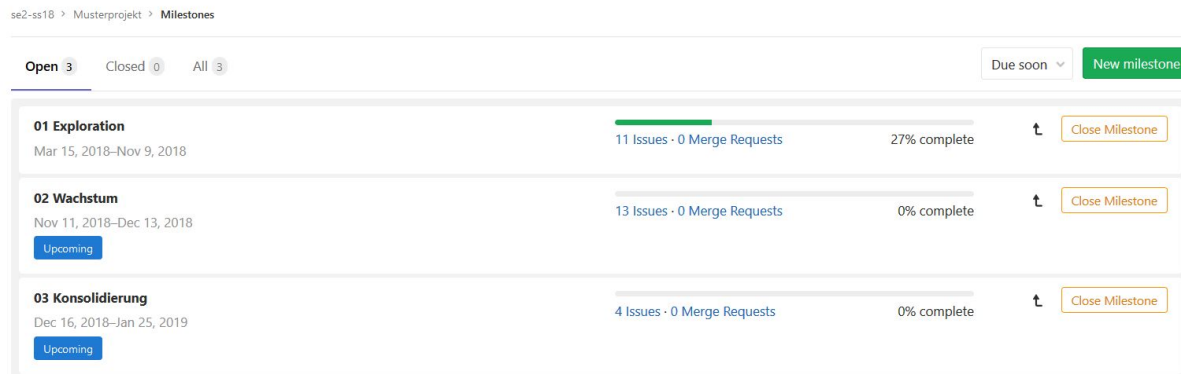 se2-ss18 > Musterprojekt > Milestones
Open 3 Closed 0 All 3 Due soon New milestone
01 Exploration
11 Issues · 0 Merge Requests 27% complete Close Milestone
Mar 15, 2018–Nov 9, 2018
02 Wachstum
13 Issues · 0 Merge Requests 0% complete Close Milestone
Nov 11, 2018–Dec 13, 2018
Upcoming
03 Konsolidierung
4 Issues · 0 Merge Requests 0% complete Close Milestone
Dec 16, 2018–Jan 25, 2019
Upcoming